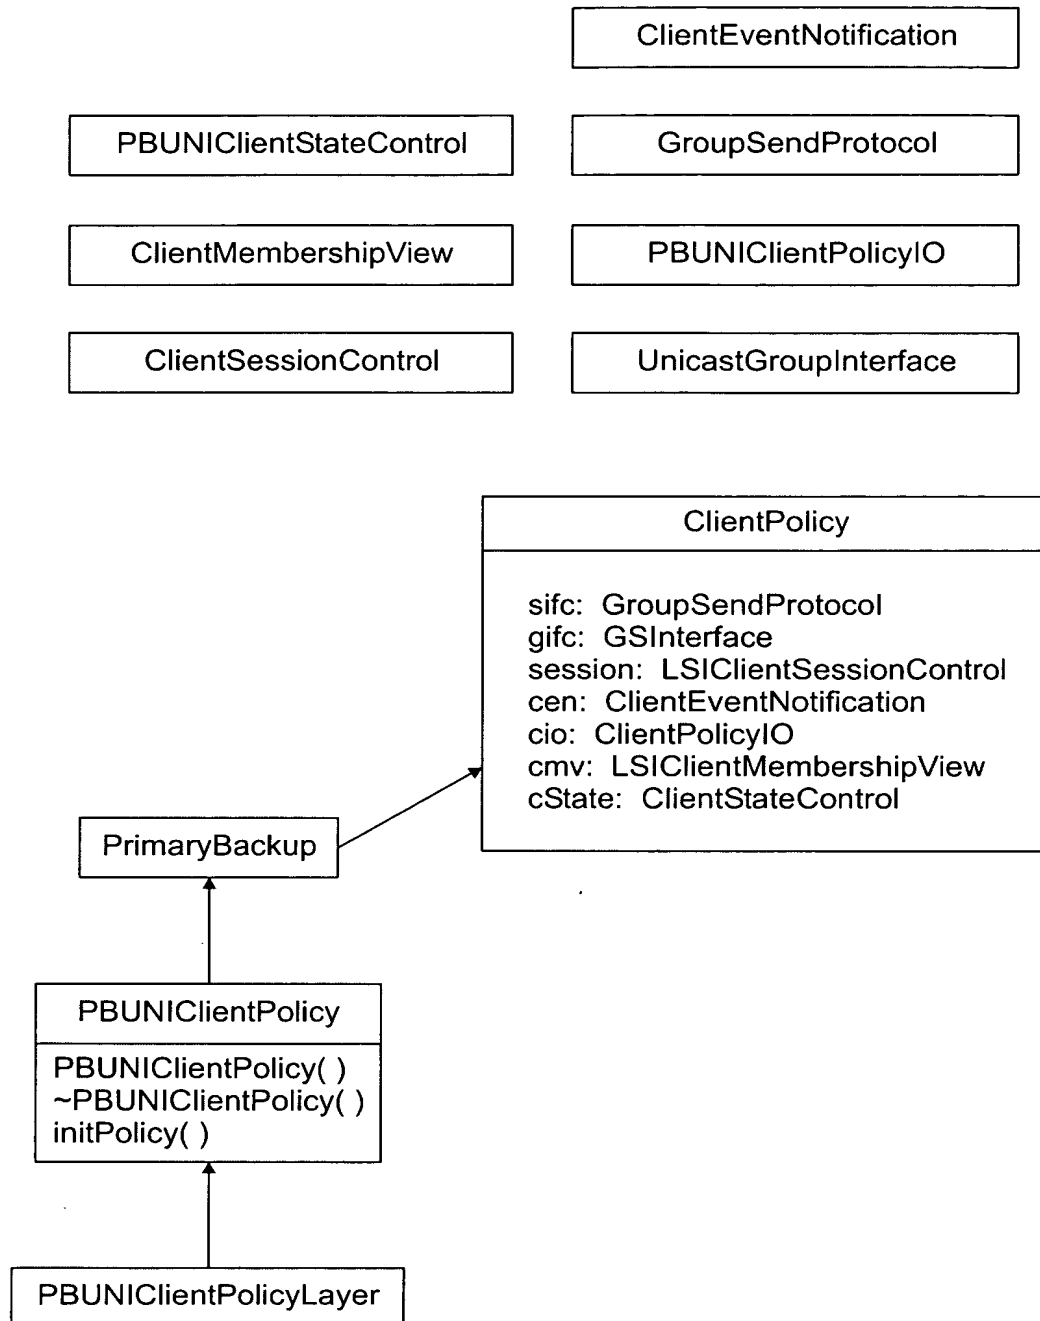 ClientEventNotification
PBUNIClientStateControl
GroupSendProtocol
ClientMembershipView
PBUNIClientPolicyIO
ClientSessionControl
UnicastGroupInterface
ClientPolicy
sifc: GroupSendProtocol
gifc: GSInterface
session: LSIClientSessionControl
cen: ClientEventNotification
cio: ClientPolicyIO
cmv: LSIClientMembershipView
cState: ClientStateControl
PrimaryBackup
PBUNIClientPolicy
PBUNIClientPolicy( )
~PBUNIClientPolicy( )
initPolicy( )
PBUNIClientPolicyLayer